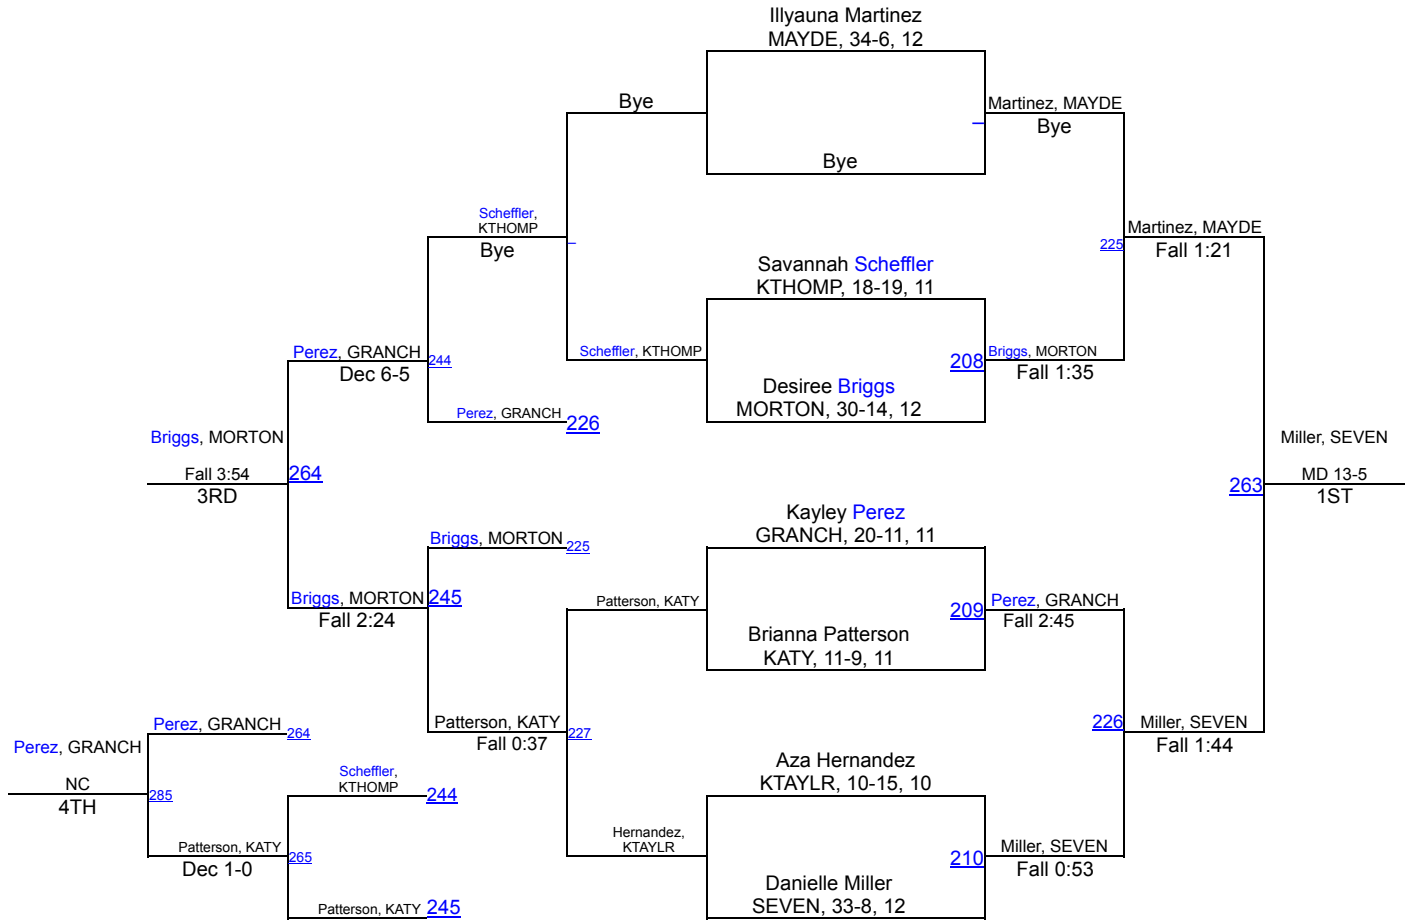 Illyauna Martinez
MAYDE, 34-6, 12
Bye
Martinez, MAYDE
Bye
Bye
Scheffler,
KTHOMP
Bye
Martinez, MAYDE
225
Fall 1:21
Savannah Scheffler
KTHOMP, 18-19, 11
Perez, GRANCH
244
Dec 6-5
Scheffler, KTHOMP
208
Briggs, MORTON
Fall 1:35
Desiree Briggs
MORTON, 30-14, 12
Perez, GRANCH
226
Briggs, MORTON
Fall 3:54
264
3RD
Miller, SEVEN
263
MD 13-5
1ST
Kayley Perez
GRANCH, 20-11, 11
Briggs, MORTON
225
Briggs, MORTON
245
Fall 2:24
Patterson, KATY
209
Perez, GRANCH
Fall 2:45
Brianna Patterson
KATY, 11-9, 11
Perez, GRANCH
264
Patterson, KATY
227
Fall 0:37
226
Miller, SEVEN
Fall 1:44
Perez, GRANCH
NC
285
4TH
Scheffler,
KTHOMP
244
Aza Hernandez
KTAYLR, 10-15, 10
Patterson, KATY
265
Dec 1-0
Hernandez,
KTAYLR
210
Miller, SEVEN
Fall 0:53
Danielle Miller
SEVEN, 33-8, 12
Patterson, KATY
245